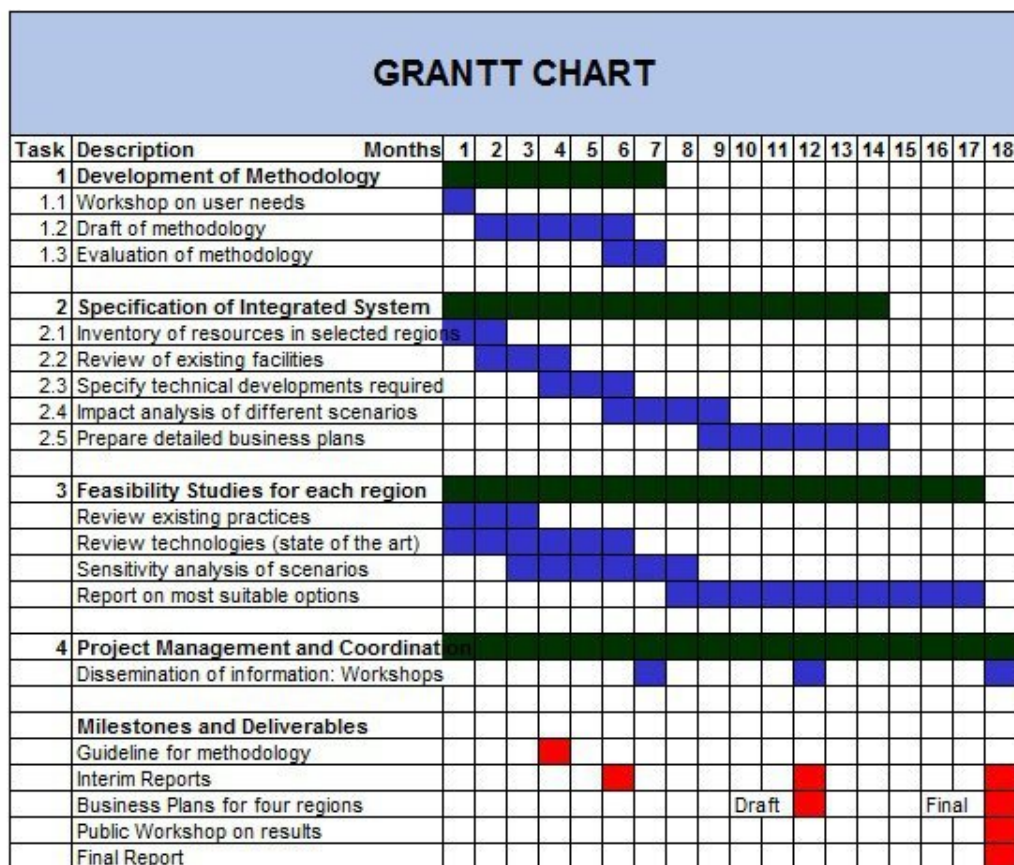 GRANTT CHART
Task Description Months 1 2 3 4 5 6 7 8 9 10 11 12 13 14 15 16 17 18
1 Development of Methodology
1.1 Workshop on user needs
1.2 Draft of methodology
1.3 Evaluation of methodology
2 Specification of Integrated System
2.1 Inventory of resources in selected regions
2.2 Review of existing facilities
2.3 Specify technical developments required
2.4 Impact analysis of different scenarios
2.5 Prepare detailed business plans
3 Feasibility Studies for each region
Review existing practices
Review technologies (state of the art)
Sensitivity analysis of scenarios
Report on most suitable options
4 Project Management and Coordination
Dissemination of information: Workshops
Milestones and Deliverables
Guideline for methodology
Interim Reports
Business Plans for four regions Draft Final
Public Workshop on results
Final Report